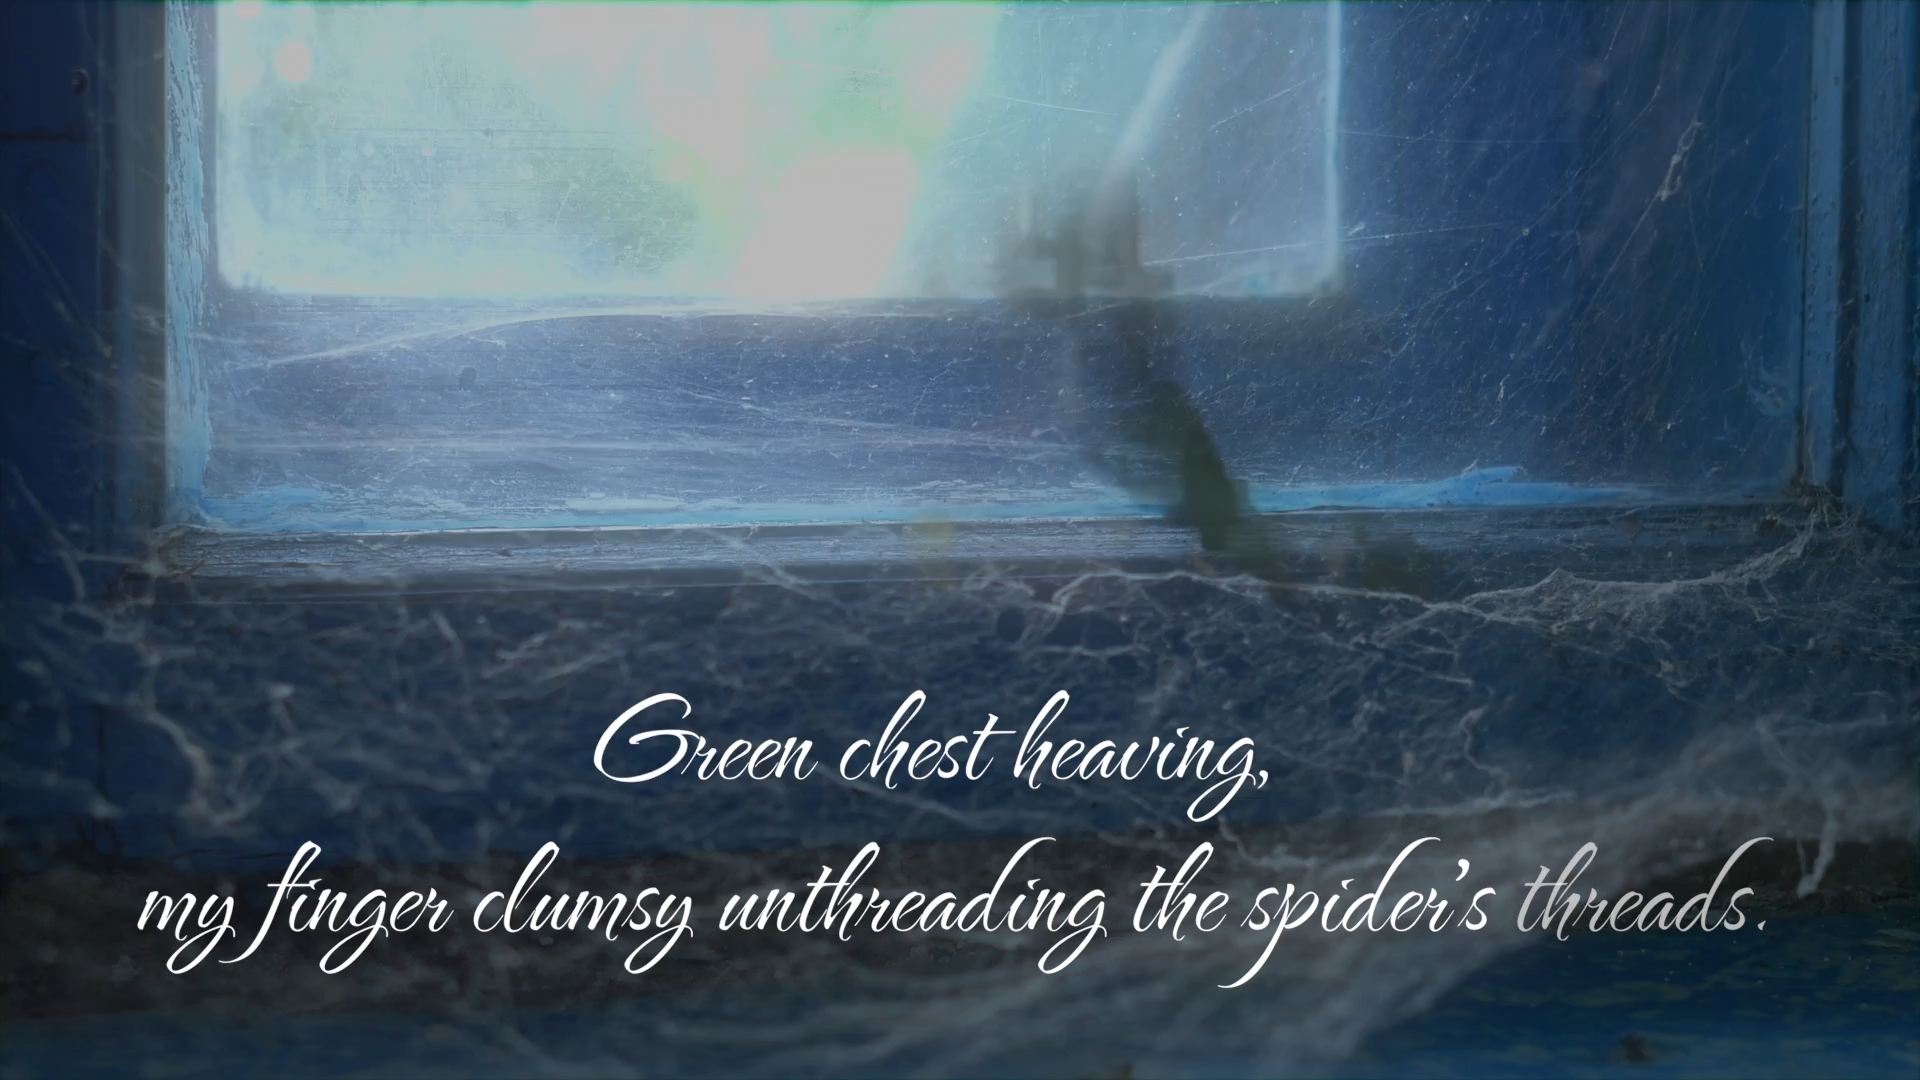 Green chest heaving,
my finger clumsy unthreading the spider's threads.